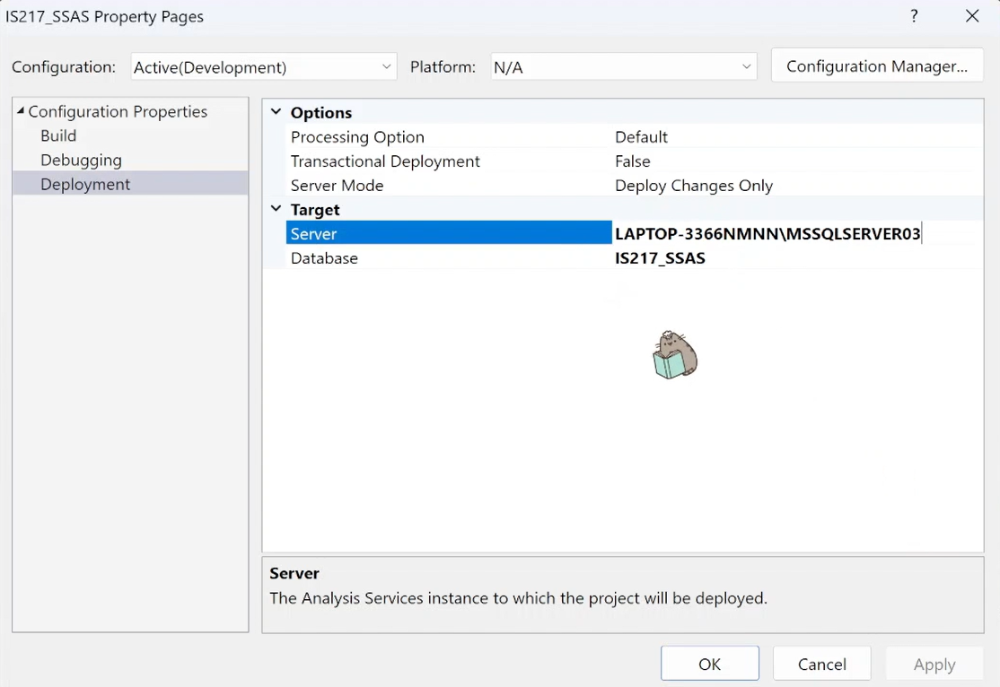 IS217_SSAS Property Pages
?
Configuration: Active(Development) Platform: N/A Configuration Manager...
Configuration Properties
Build
Debugging
Deployment
Options
Processing Option Default
Transactional Deployment False
Server Mode Deploy Changes Only
Target
Server LAPTOP-3366NMNN\MSSQLSERVER03
Database IS217_SSAS
Server
The Analysis Services instance to which the project will be deployed.
OK Cancel Apply